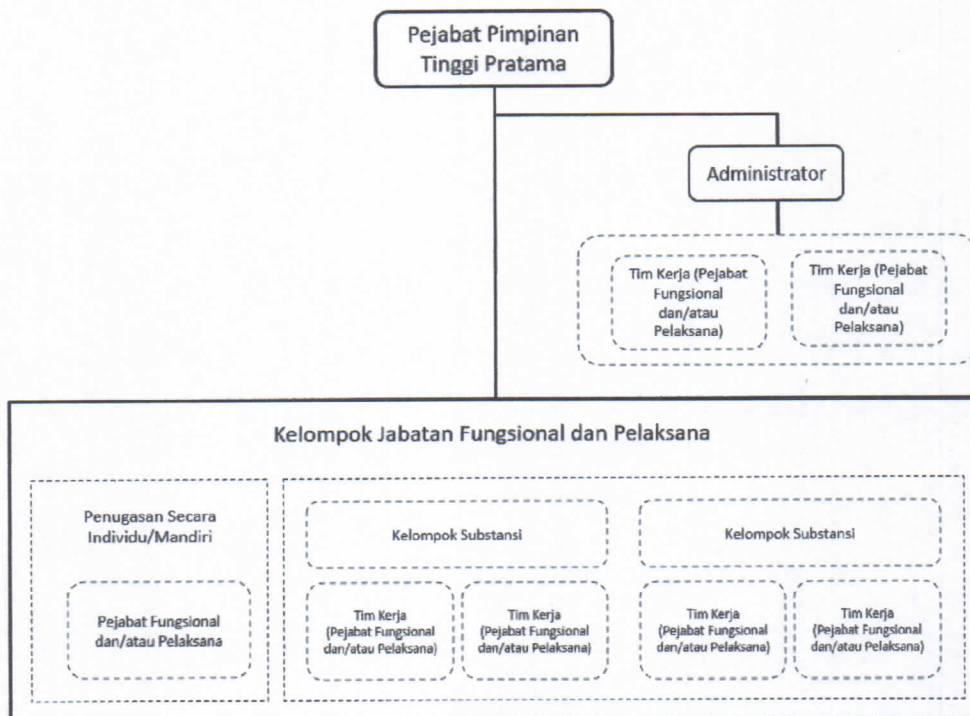 Pejabat Pimpinan
Tinggi Pratama
Administrator
Tim Kerja (Pejabat
Fungsional
dan/atau
Pelaksana)
Tim Kerja (Pejabat
Fungsional
dan/atau
Pelaksana)
Kelompok Jabatan Fungsional dan Pelaksana
Penugasan Secara
Individu/Mandiri
Pejabat Fungsional
dan/atau Pelaksana
Kelompok Substansi
Tim Kerja
(Pejabat Fungsional
dan/atau Pelaksana)
Tim Kerja
(Pejabat Fungsional
dan/atau Pelaksana)
Kelompok Substansi
Tim Kerja
(Pejabat Fungsional
dan/atau Pelaksana)
Tim Kerja
(Pejabat Fungsional
dan/atau Pelaksana)